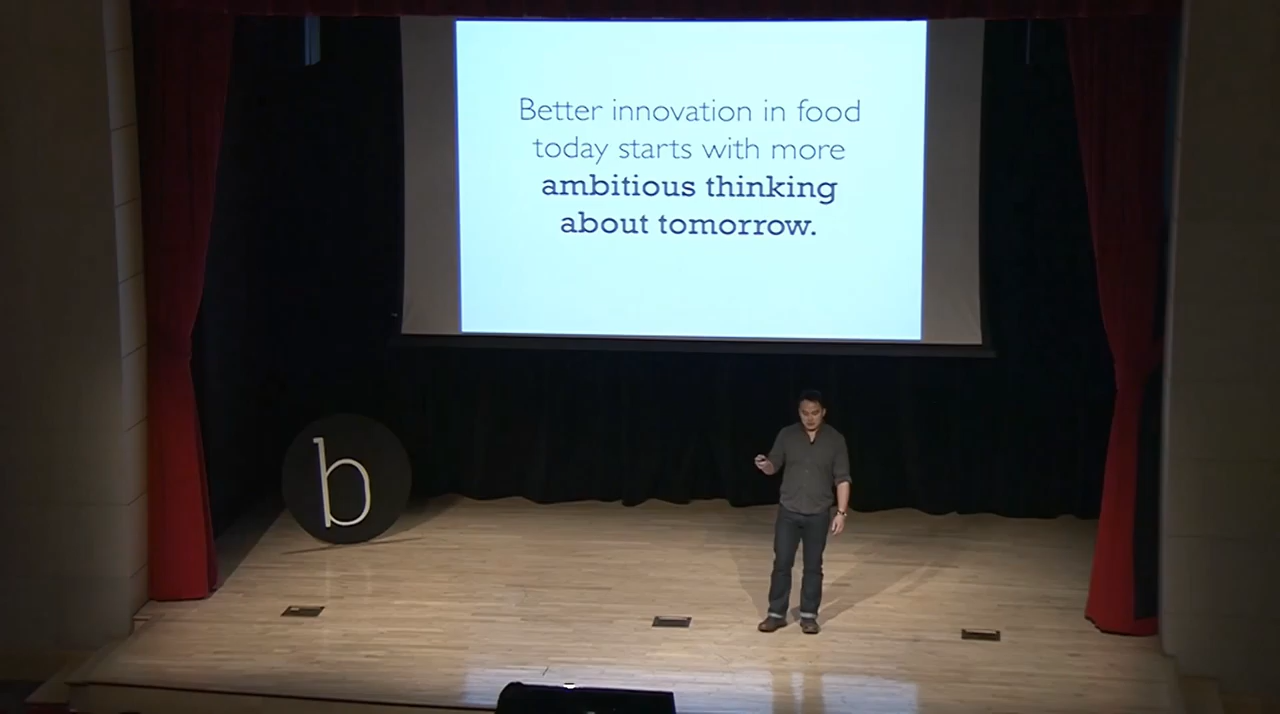 Better innovation in food
today starts with more
ambitious thinking
about tomorrow.
b